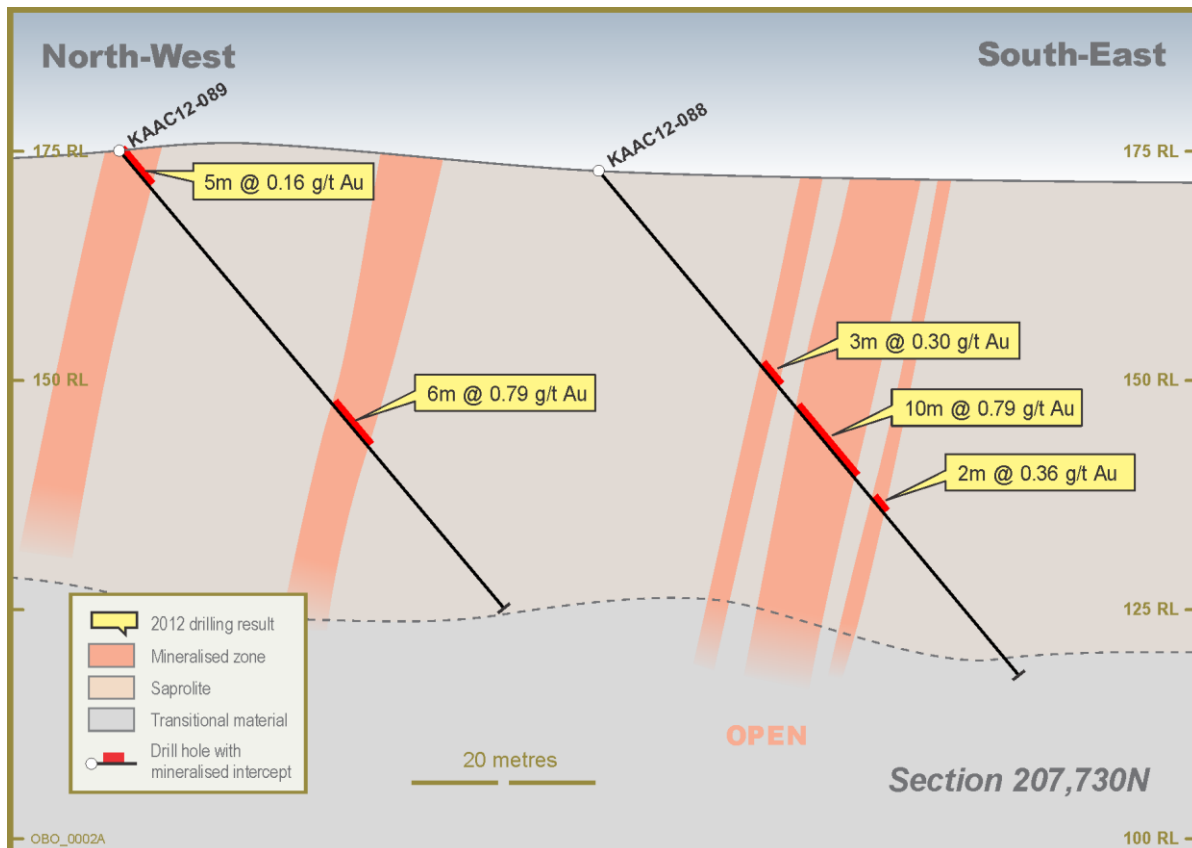 North-West
South-East
KAAC12-089
KAAC12-088
175 RL
175 RL
5m @ 0.16 g/t Au
3m @ 0.30 g/t Au
150 RL
150 RL
6m @ 0.79 g/t Au
10m @ 0.79 g/t Au
2m @ 0.36 g/t Au
125 RL
2012 drilling result
Mineralised zone
Saprolite
Transitional material
Drill hole with
mineralised intercept
OPEN
20 metres
Section 207,730N
OBO_0002A
100 RL